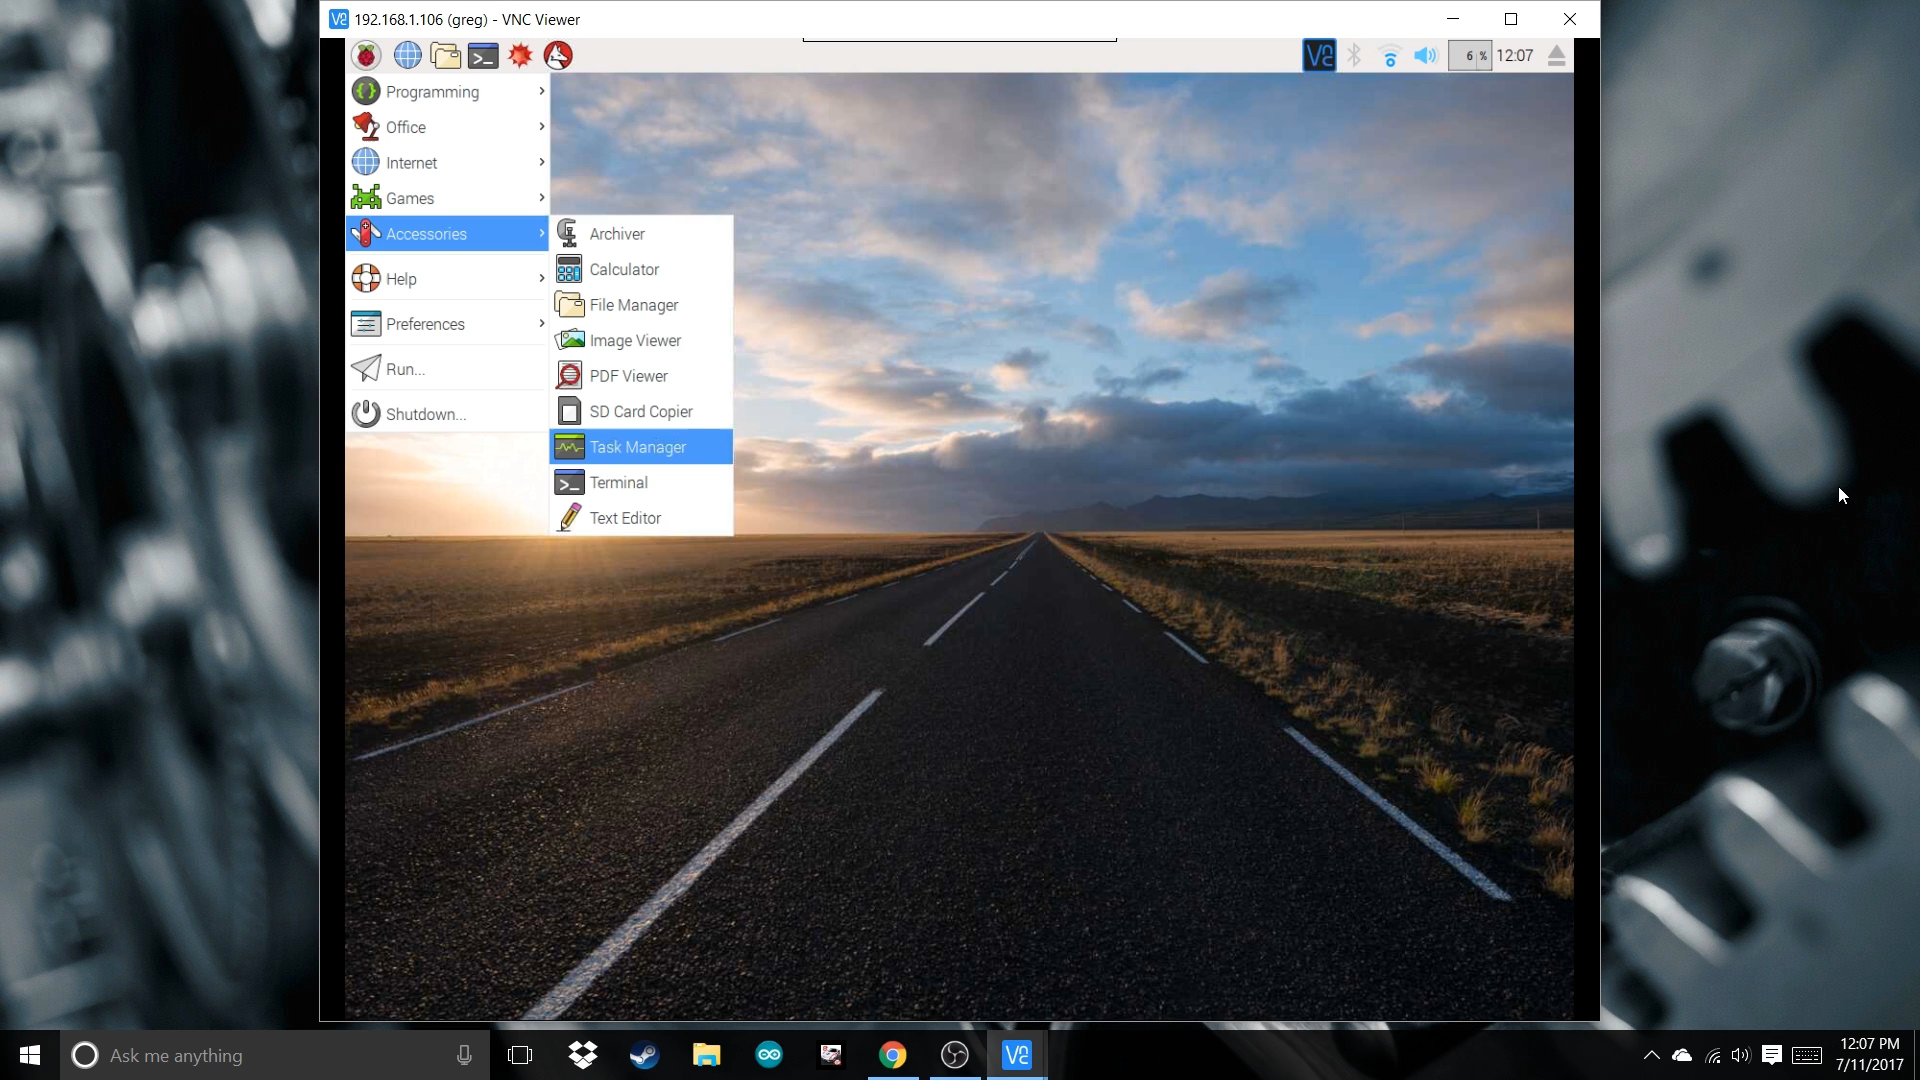 192.168.1.106 (greg) - VNC Viewer
6 % 12:07
Programming
Office
Internet
Games
Accessories
Help
Preferences
Run...
Shutdown...
Archiver
Calculator
File Manager
Image Viewer
PDF Viewer
SD Card Copier
Task Manager
Terminal
Text Editor
Ask me anything
12:07 PM
7/11/2017